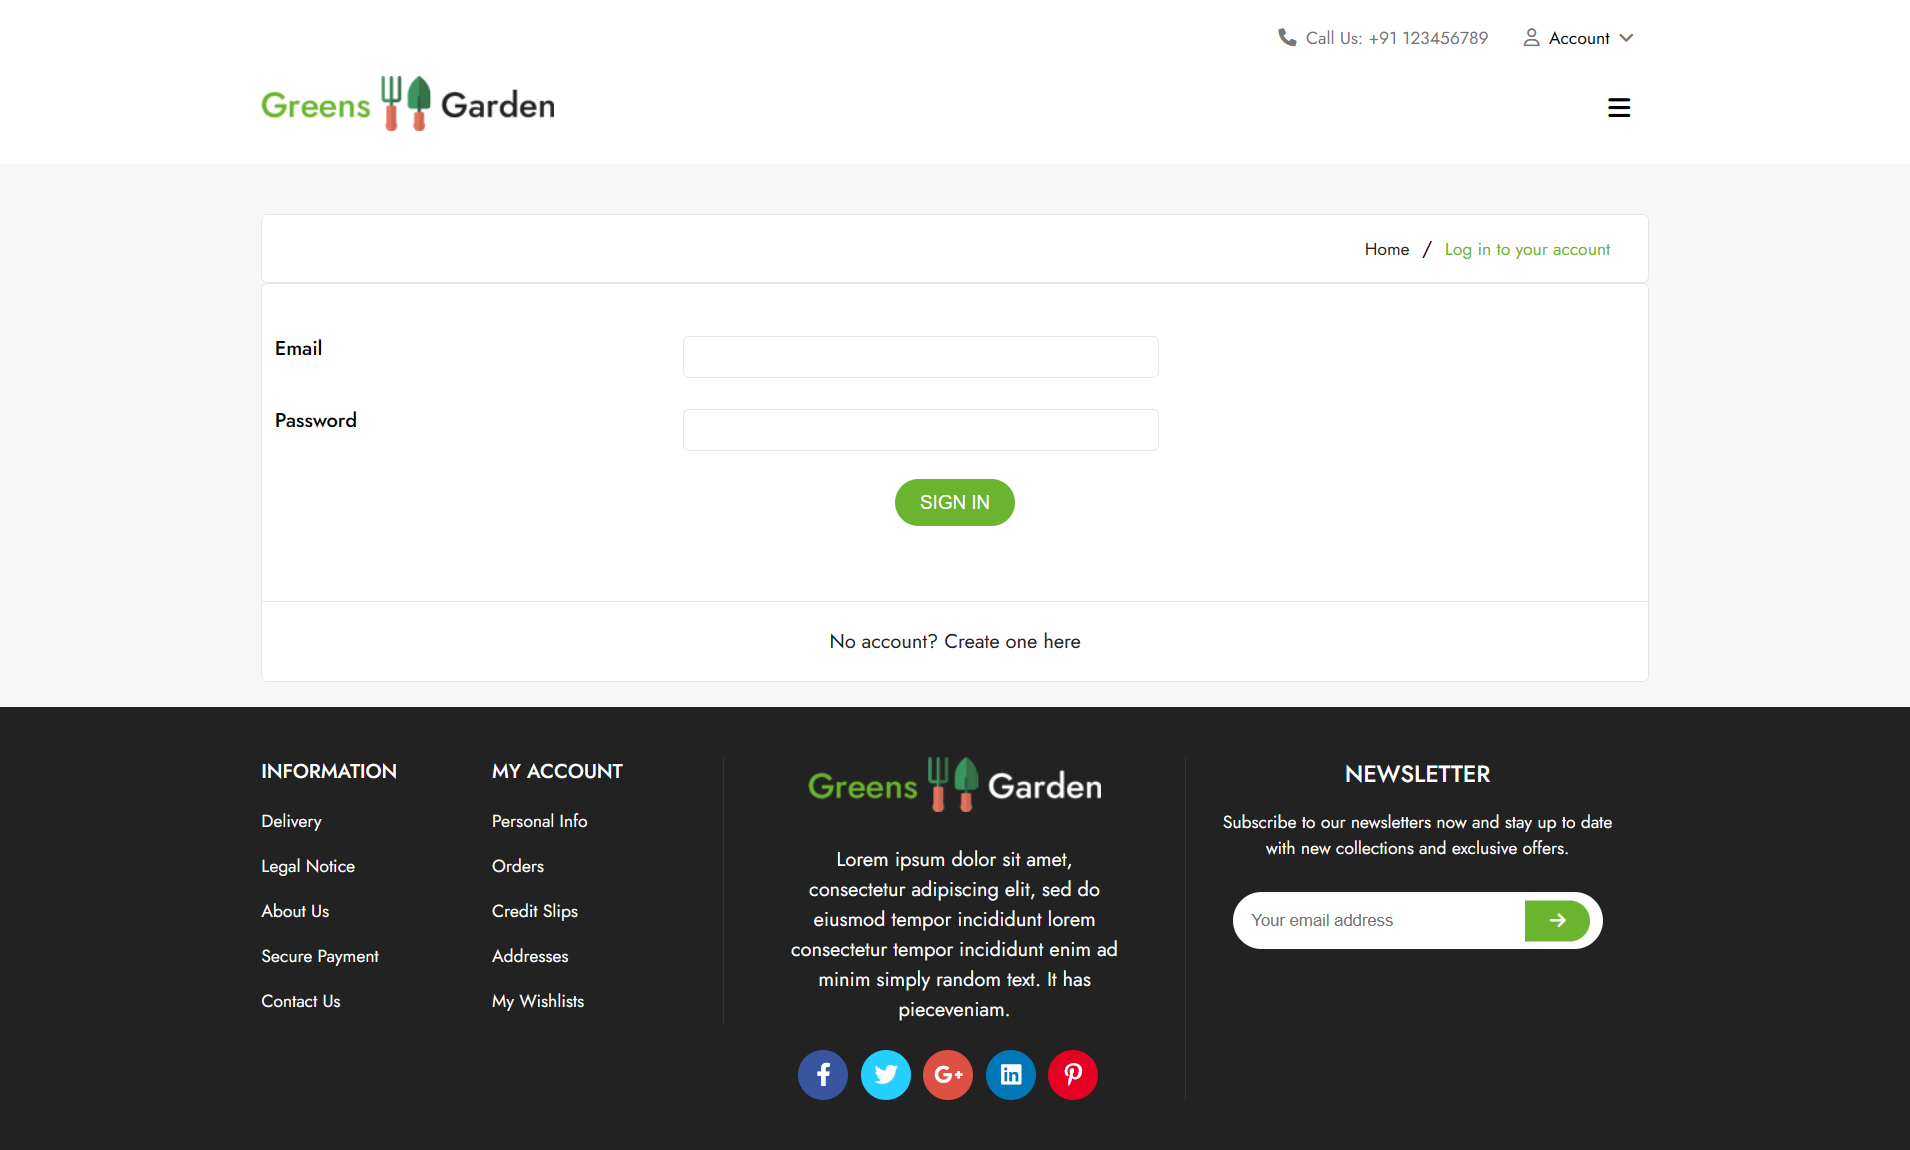 Call Us: +91 123456789
Account
Greens Garden
Home / Log in to your account
Email
Password
SIGN IN
No account? Create one here
INFORMATION
Delivery
Legal Notice
About Us
Secure Payment
Contact Us
MY ACCOUNT
Personal Info
Orders
Credit Slips
Addresses
My Wishlists
Greens Garden
Lorem ipsum dolor sit amet,
consectetur adipiscing elit, sed do
eiusmod tempor incididunt lorem
consectetur tempor incididunt enim ad
minim simply random text. It has
pieceveniam.
NEWSLETTER
Subscribe to our newsletters now and stay up to date
with new collections and exclusive offers.
Your email address